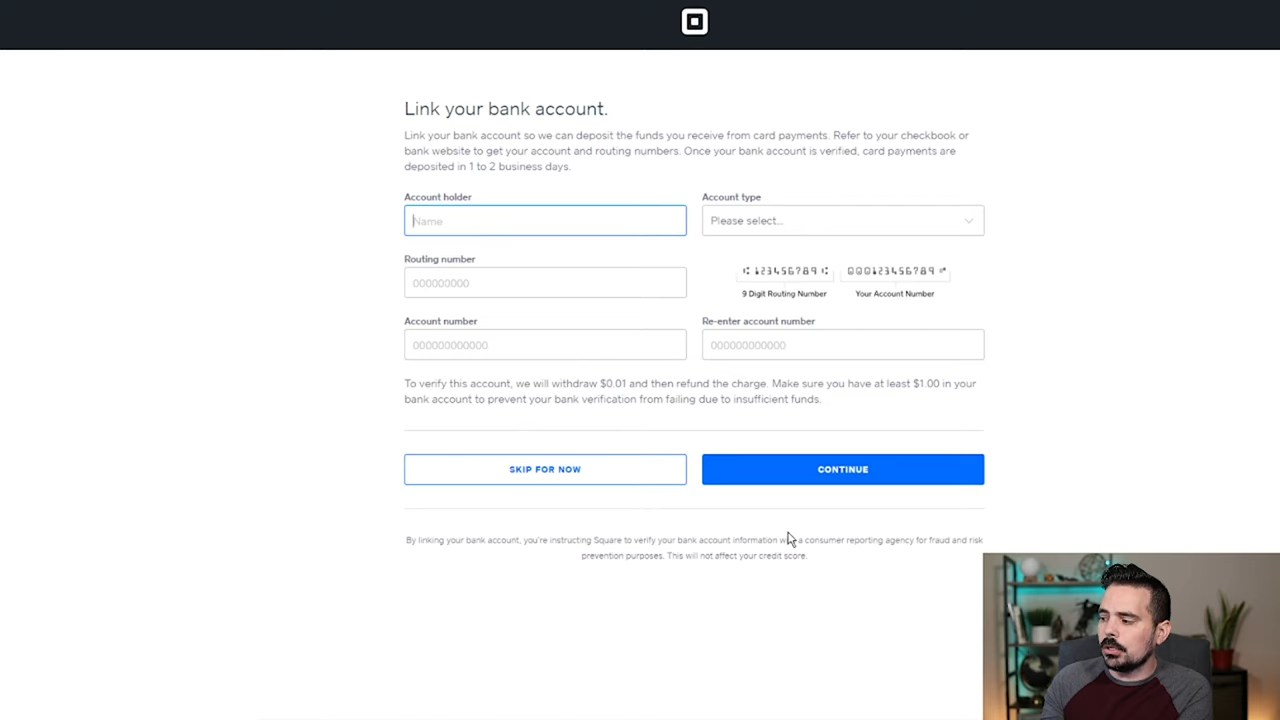 Link your bank account.
Link your bank account so we can deposit the funds you receive from card payments. Refer to your checkbook or
bank website to get your account and routing numbers. Once your bank account is verified, card payments are
deposited in 1 to 2 business days.
Account holder
Name
Account type
Please select...
Routing number
000000000
⑆ 123456789 ⑆ 000123456789 ⑈
9 Digit Routing Number Your Account Number
Account number
000000000000
Re-enter account number
000000000000
To verify this account, we will withdraw $0.01 and then refund the charge. Make sure you have at least $1.00 in your
bank account to prevent your bank verification from failing due to insufficient funds.
SKIP FOR NOW
CONTINUE
By linking your bank account, you're instructing Square to verify your bank account information a consumer reporting agency for fraud and risk
prevention purposes. This will not affect your credit score.